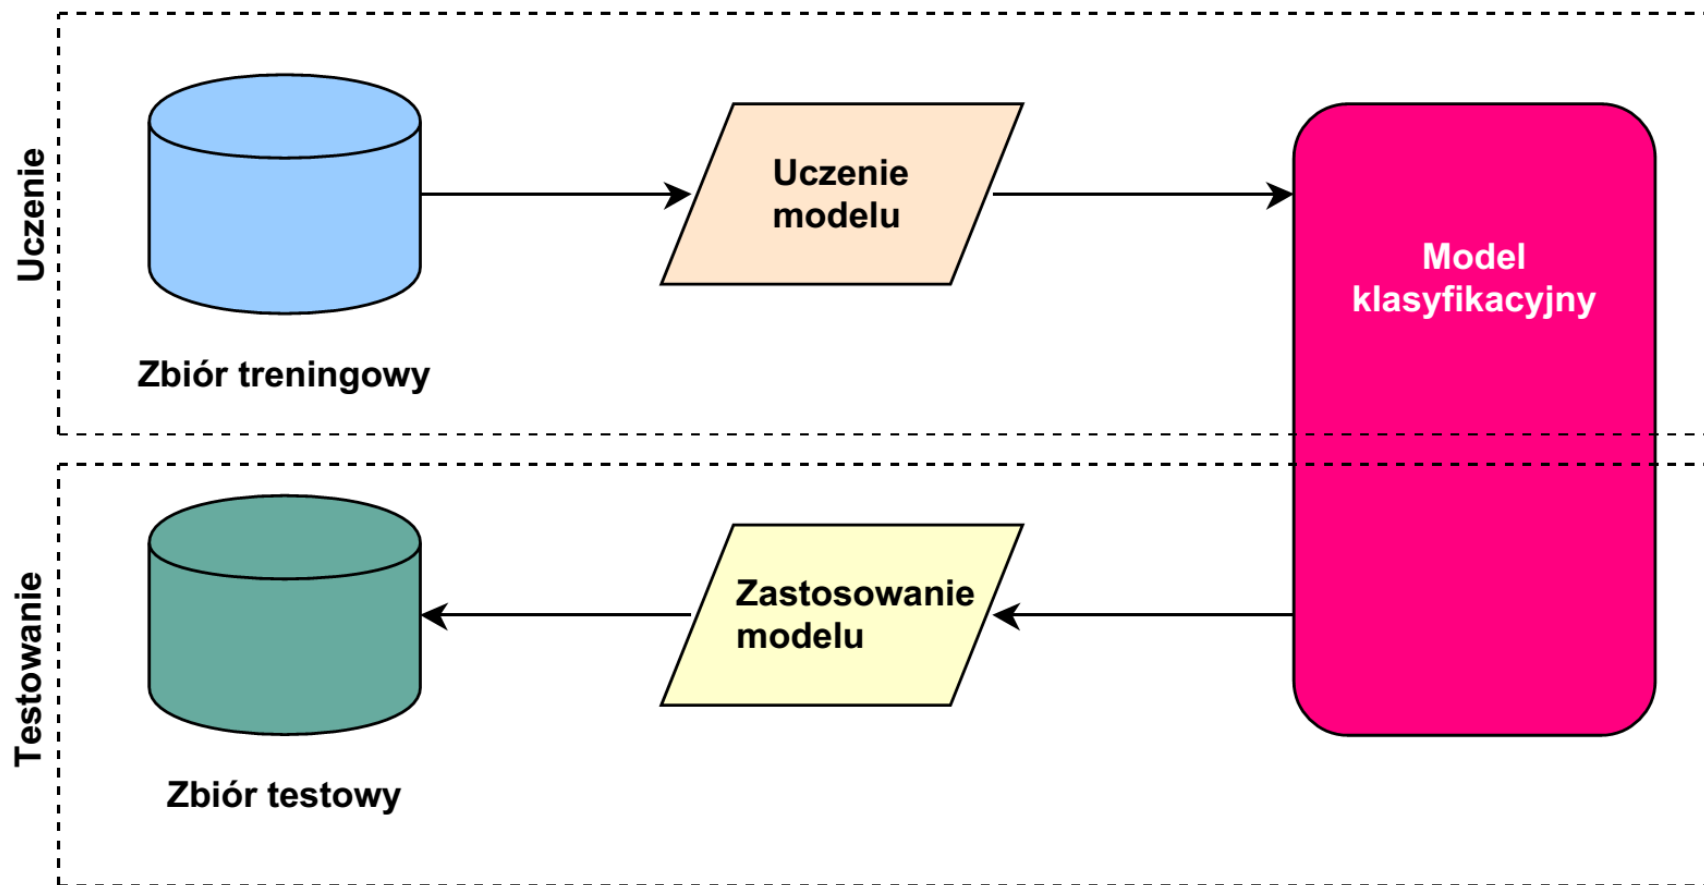 Uczenie
Uczenie
modelu
Model
klasyfikacyjny
Zbiór treningowy
Testowanie
Zastosowanie
modelu
Zbiór testowy